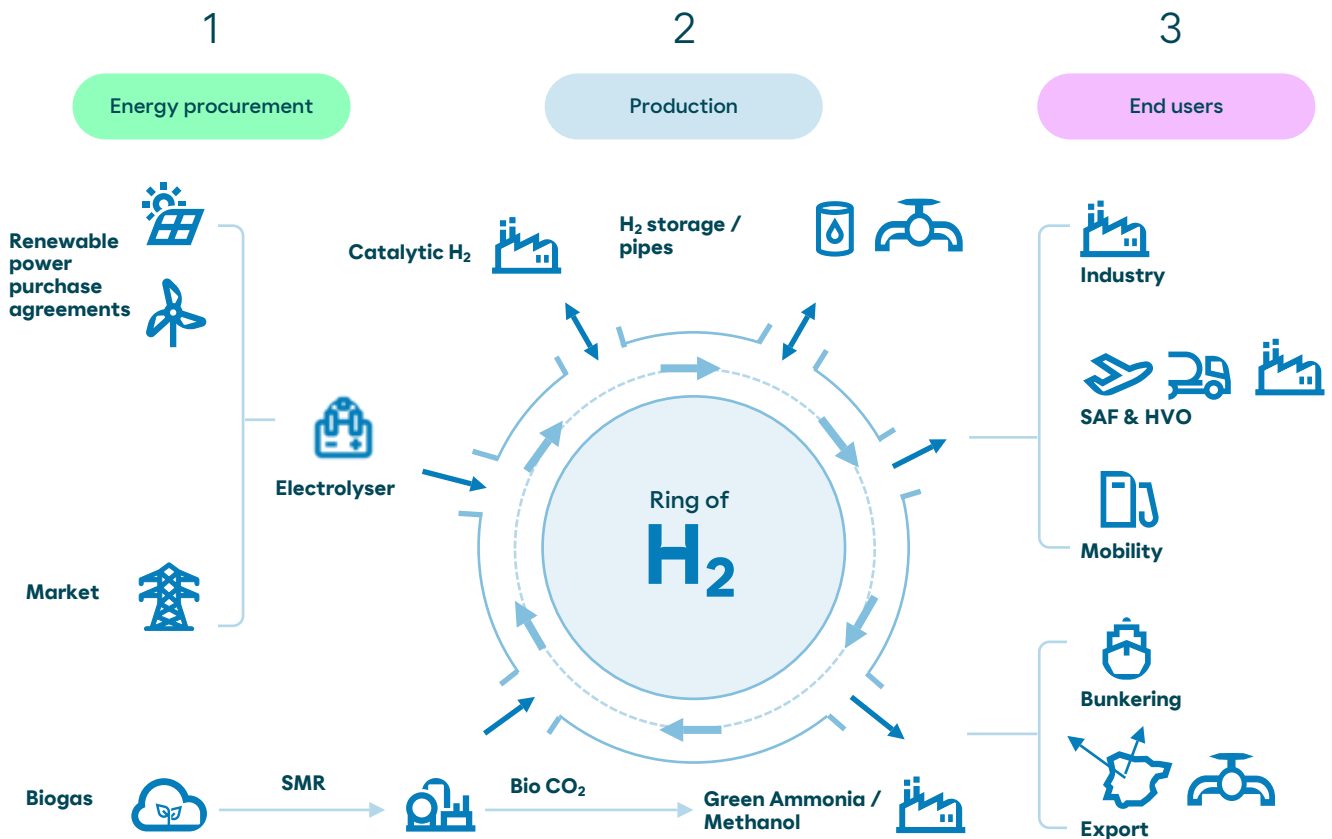 1
2
3
Energy procurement
Production
End users
Renewable
power
purchase
agreements
Catalytic H₂
H₂ storage /
pipes
Industry
SAF & HVO
Electrolyser
Ring of
H₂
Mobility
Market
Bunkering
Biogas
SMR
Bio CO₂
Green Ammonia /
Methanol
Export